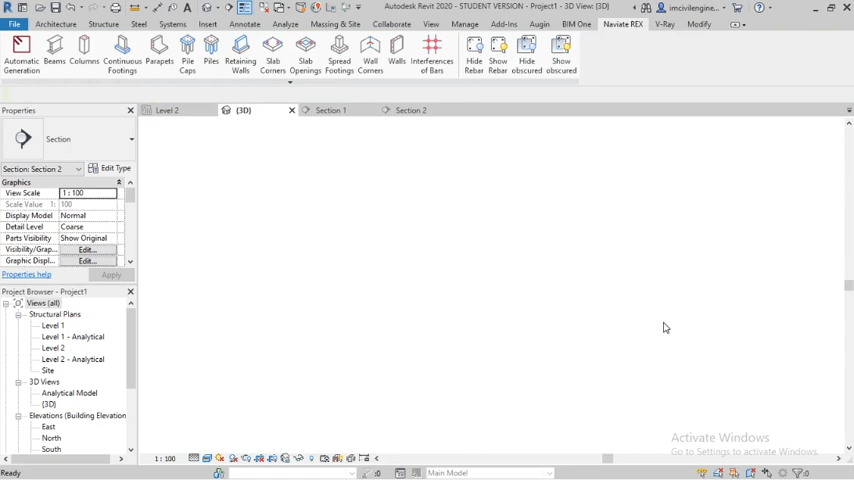 Autodesk Revit 2020 - STUDENT VERSION - Project1 - 3D View: {3D}
imcivilengine...
File Architecture Structure Steel Systems Insert Annotate Analyze Massing & Site Collaborate View Manage Add-Ins Augin BIM One Naviate REX V-Ray Modify
Automatic Generation
Beams
Columns
Continuous Footings
Parapets
Pile Caps
Piles
Retaining Walls
Slab Corners
Slab Openings
Spread Footings
Wall Corners
Walls
Interferences of Bars
Hide Rebar
Show Rebar
Hide obscured
Show obscured
Properties
Level 2
{3D}
Section 1
Section 2
Section
Section: Section 2
Edit Type
Graphics
View Scale 1 : 100
Scale Value 1: 100
Display Model Normal
Detail Level Coarse
Parts Visibility Show Original
Visibility/Grap... Edit...
Graphic Displ... Edit...
Properties help
Apply
Project Browser - Project1
Views (all)
Structural Plans
Level 1
Level 1 - Analytical
Level 2
Level 2 - Analytical
Site
3D Views
Analytical Model
{3D}
Elevations (Building Elevation
East
North
South
1 : 100
Activate Windows
Go to Settings to activate Windows.
Ready
:0
Main Model
:0